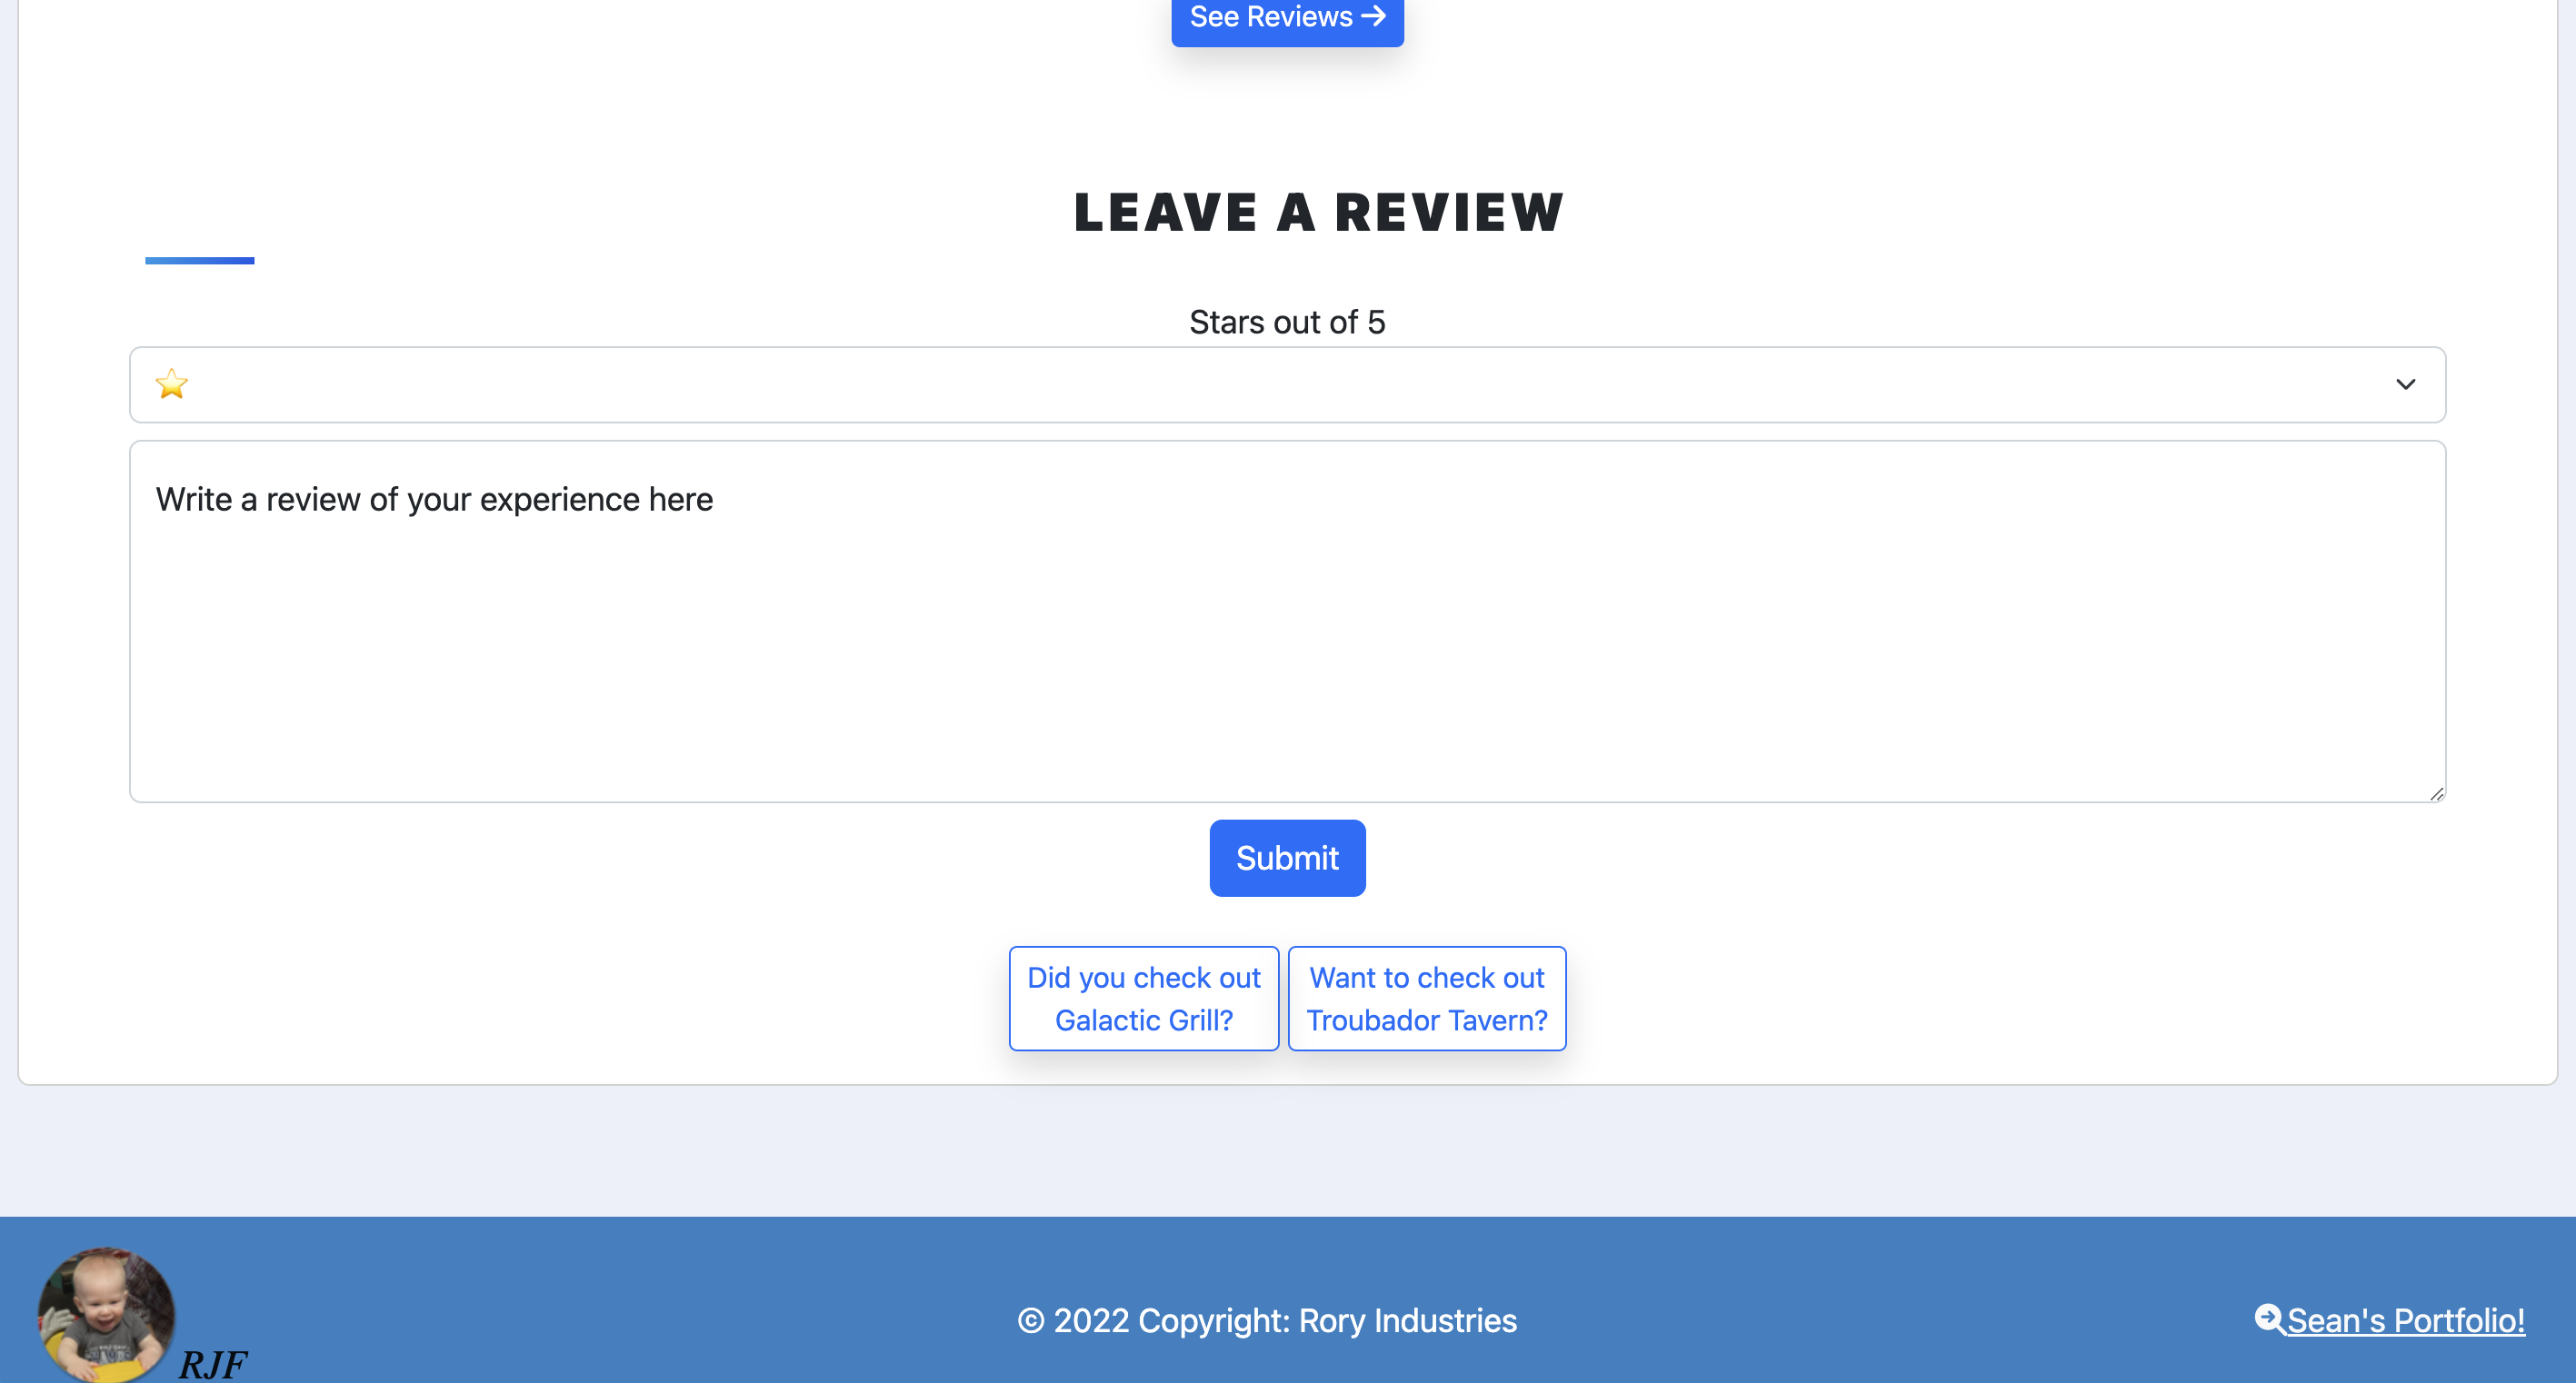 See Reviews →
LEAVE A REVIEW
Stars out of 5
⭐
Write a review of your experience here
Submit
Did you check out
Galactic Grill?
Want to check out
Troubador Tavern?
RJF
© 2022 Copyright: Rory Industries
Sean's Portfolio!